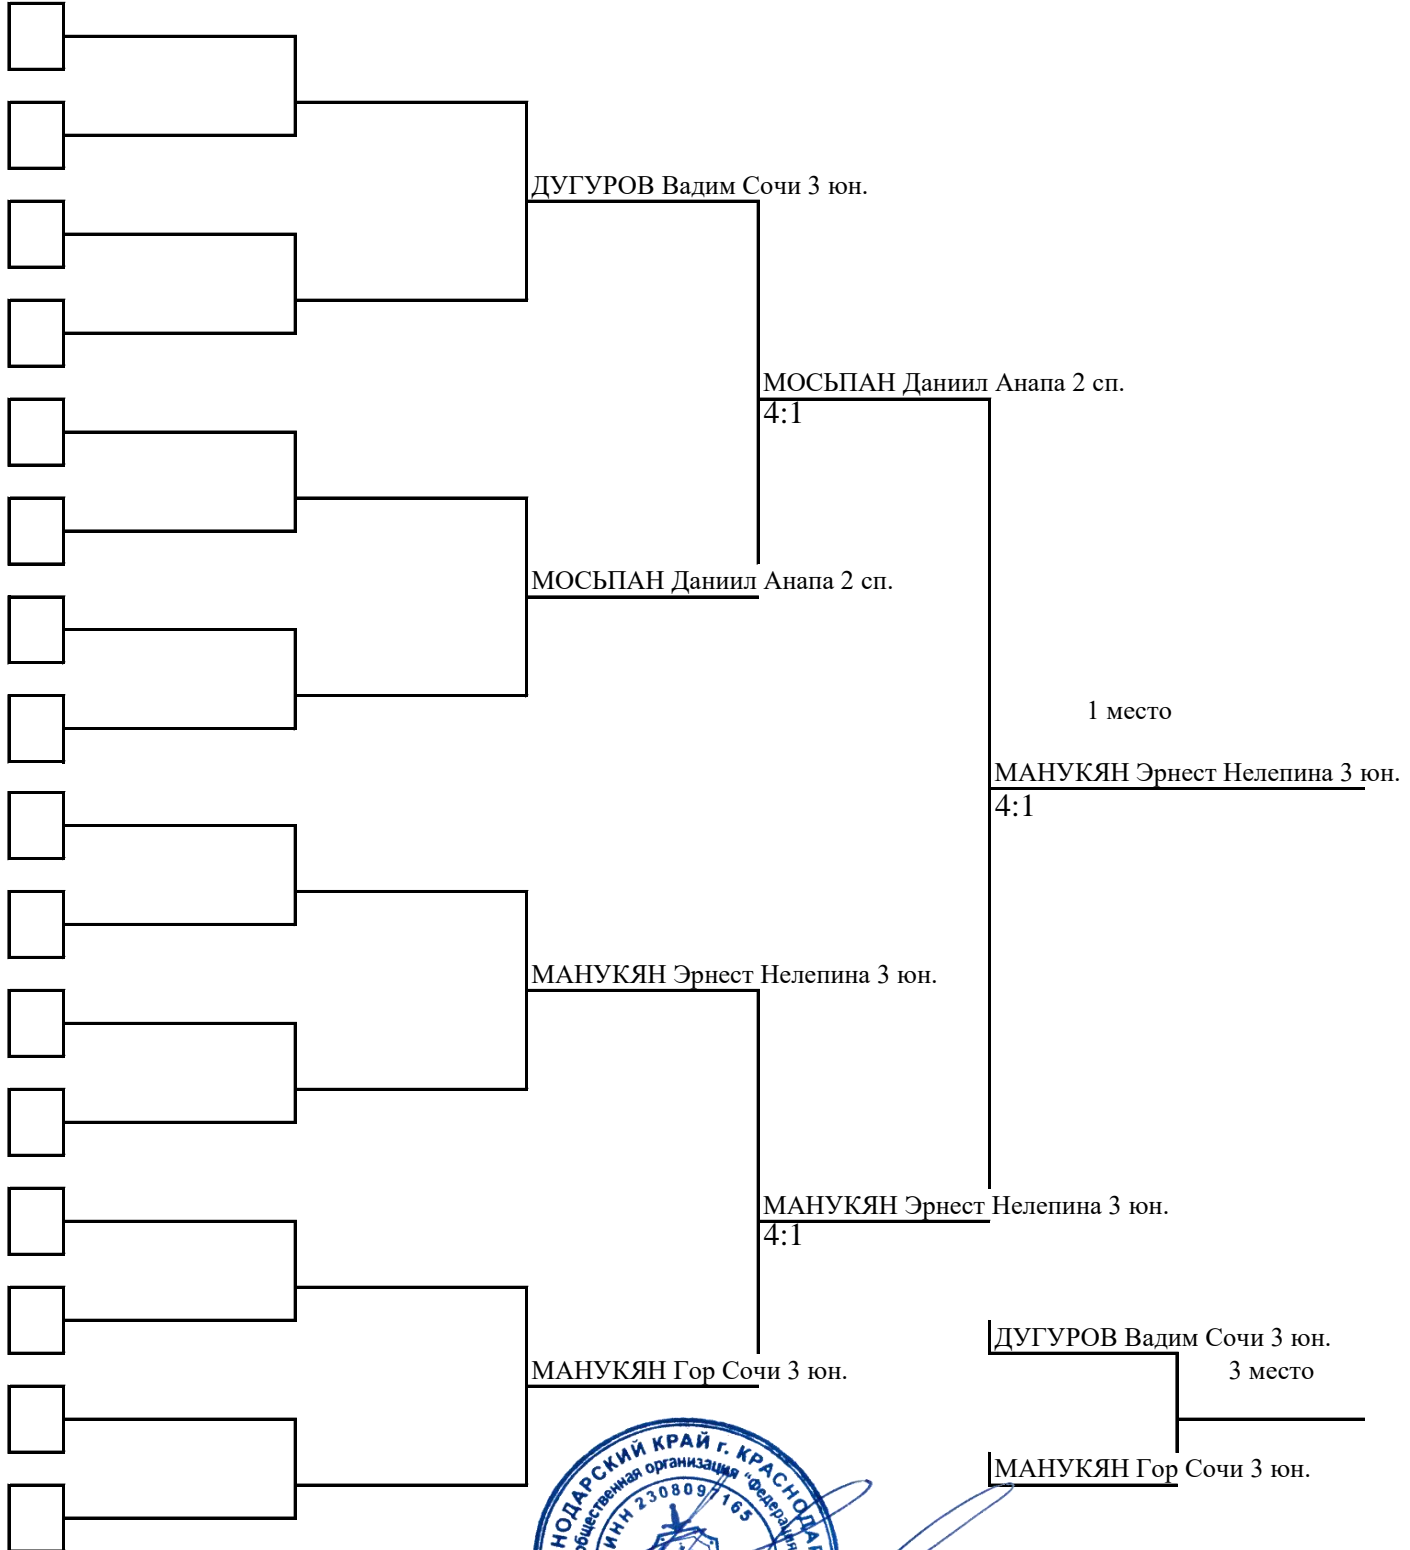 ДУГУРОВ Вадим Сочи 3 юн.
МОСЬПАН Даниил Анапа 2 сп.
4:1
МОСЬПАН Даниил Анапа 2 сп.
1 место
МАНУКЯН Эрнест Нелепина 3 юн.
4:1
МАНУКЯН Эрнест Нелепина 3 юн.
МАНУКЯН Эрнест Нелепина 3 юн.
4:1
ДУГУРОВ Вадим Сочи 3 юн.
МАНУКЯН Гор Сочи 3 юн.
3 место
МАНУКЯН Гор Сочи 3 юн.
КИЙ КРАЙ г.
общественная организация "Федерация
ИНН 2308097165